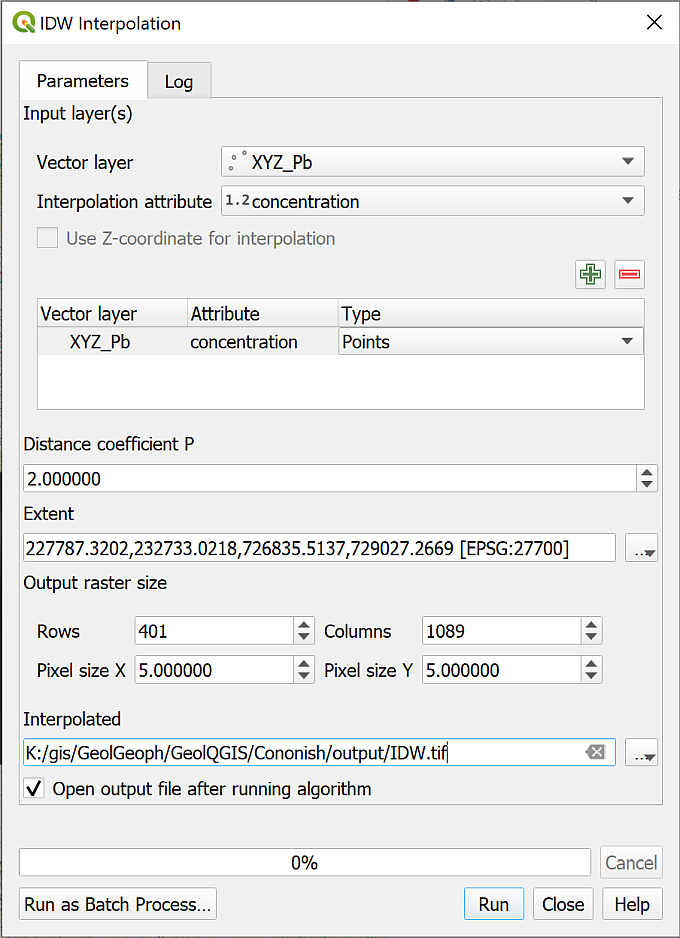 IDW Interpolation
Parameters Log
Input layer(s)
Vector layer XYZ_Pb
Interpolation attribute 1.2 concentration
Use Z-coordinate for interpolation
Vector layer Attribute Type
XYZ_Pb concentration Points
Distance coefficient P
2.000000
Extent
227787.3202,232733.0218,726835.5137,729027.2669 [EPSG:27700]
...
Output raster size
Rows 401 Columns 1089
Pixel size X 5.000000 Pixel size Y 5.000000
Interpolated
K:/gis/GeolGeoph/GeolQGIS/Cononish/output/IDW.tif
...
Open output file after running algorithm
0% Cancel
Run as Batch Process... Run Close Help